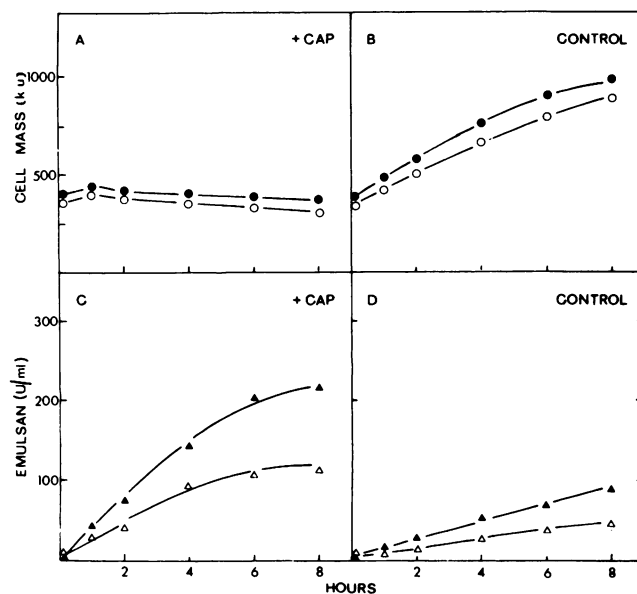 A + CAP
B CONTROL
CELL MASS (k u)
1000
500
C + CAP
D CONTROL
EMULSAN (U/ml)
300
200
100
2 4 6 8
2 4 6 8
HOURS